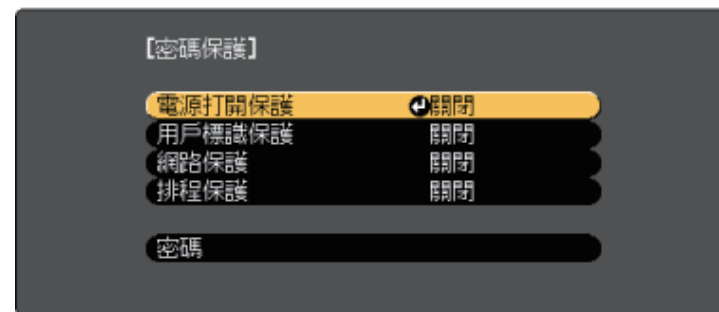 【密碼保護】
電源打開保護 關閉
用戶標識保護 關閉
網路保護 關閉
排程保護 關閉
密碼